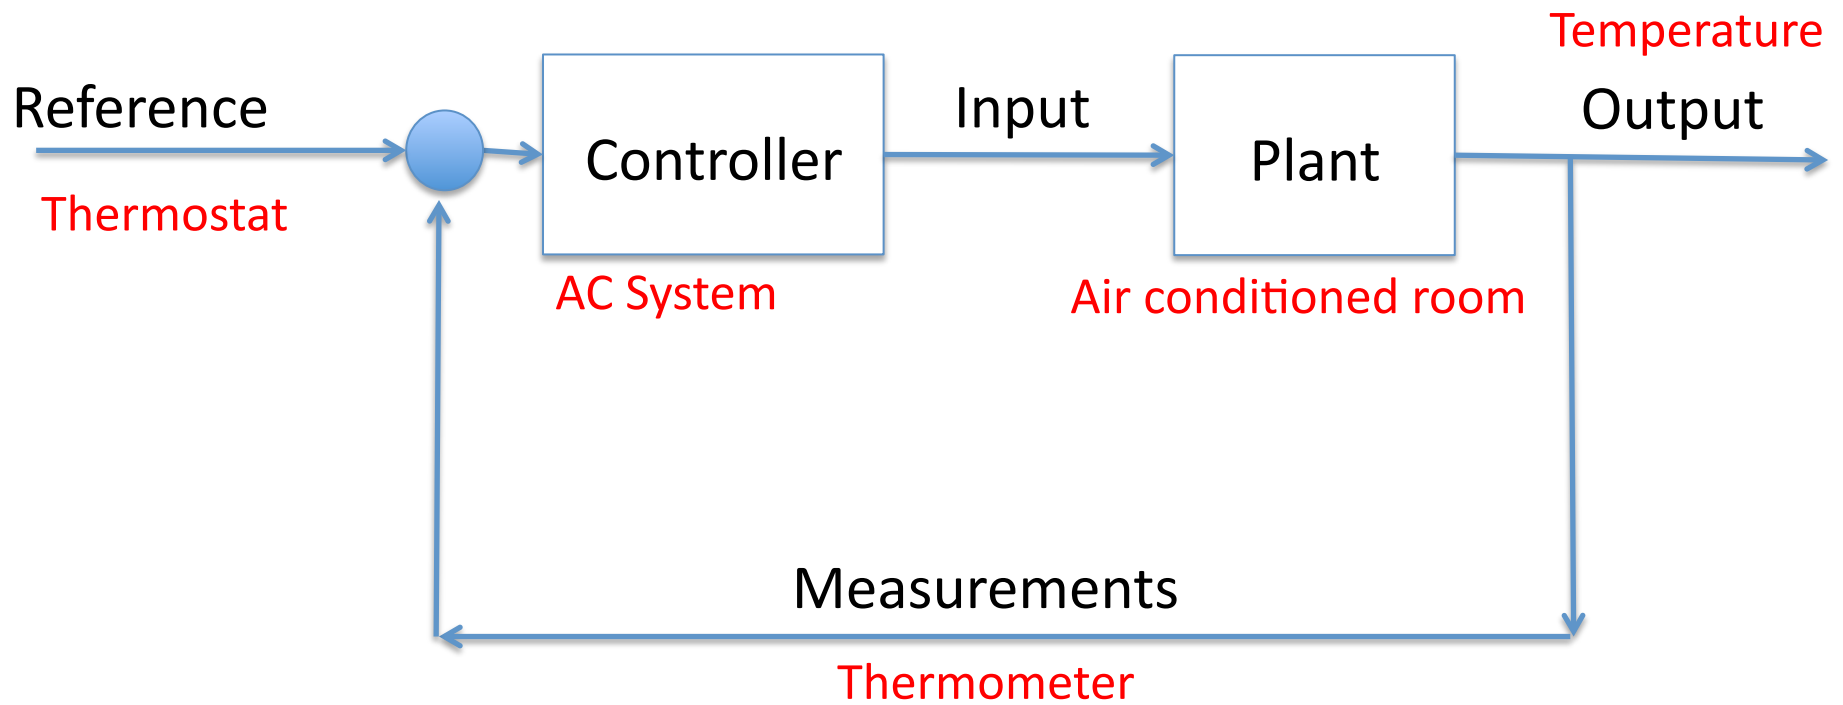 Temperature
Reference
Input
Output
Controller
Plant
Thermostat
AC System
Air conditioned room
Measurements
Thermometer